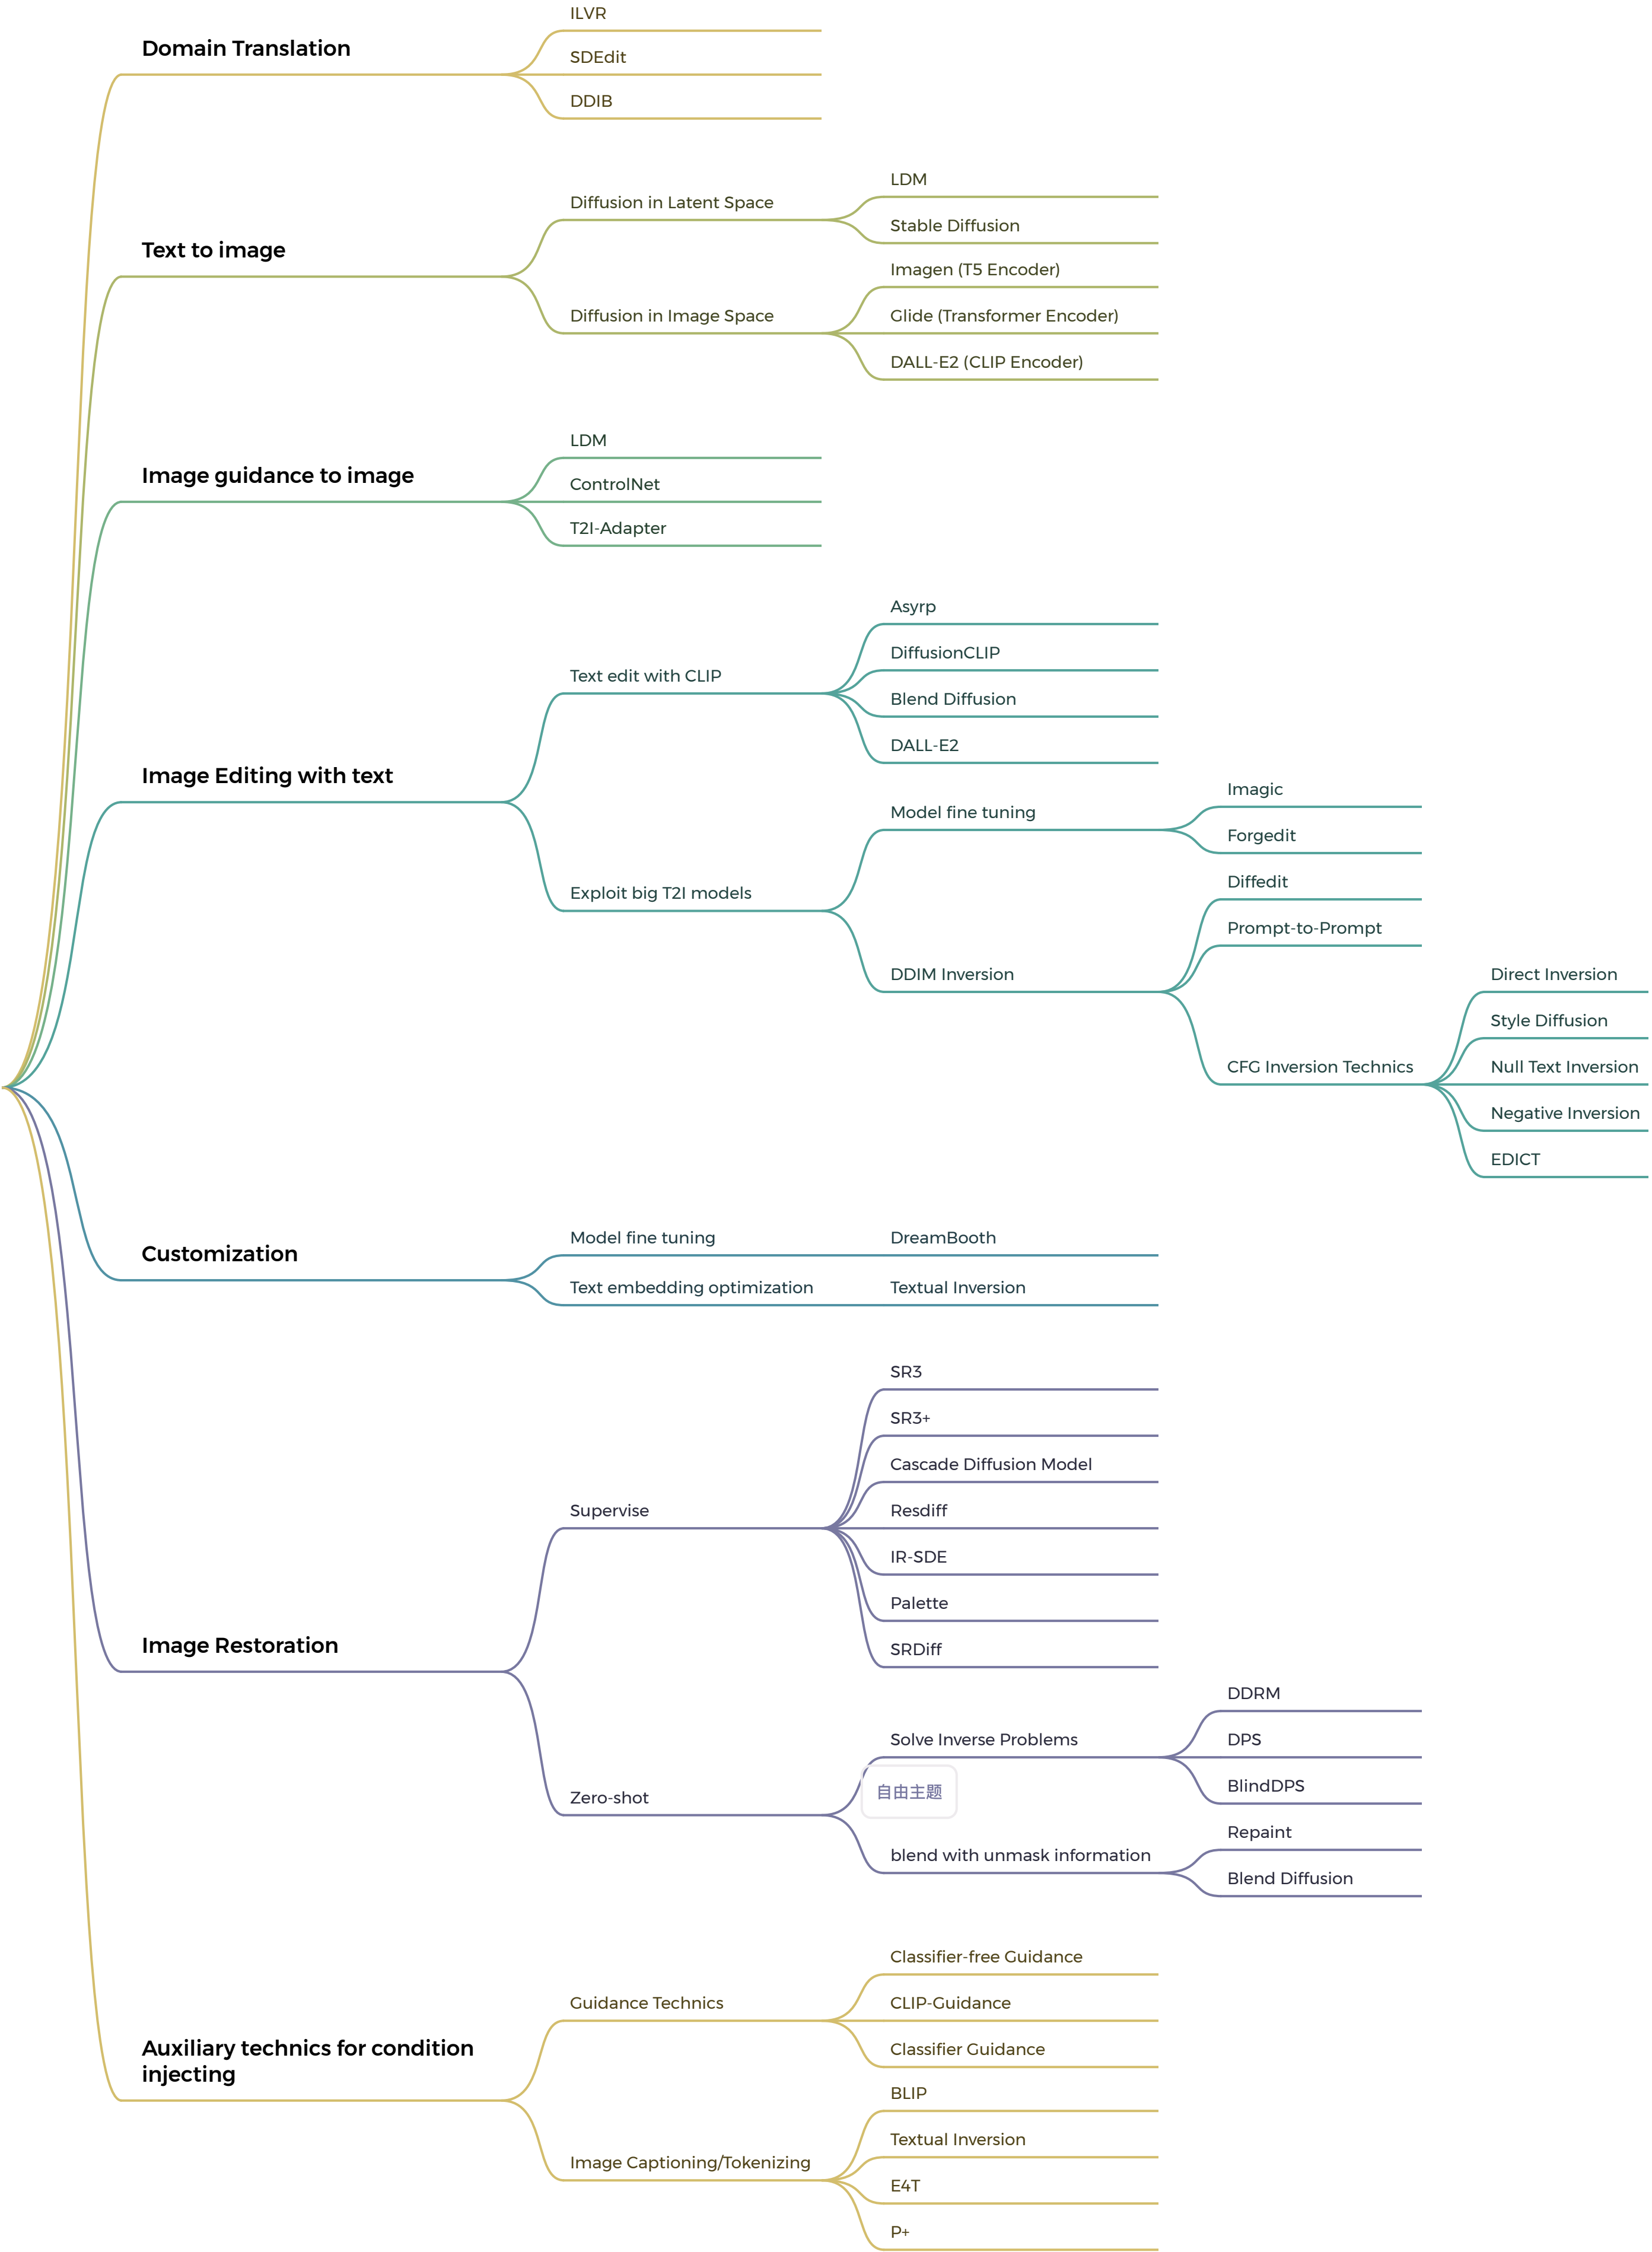 Domain Translation
ILVR
SDEdit
DDIB
Text to image
Diffusion in Latent Space
LDM
Stable Diffusion
Diffusion in Image Space
Imagen (T5 Encoder)
Glide (Transformer Encoder)
DALL-E2 (CLIP Encoder)
Image guidance to image
LDM
ControlNet
T2I-Adapter
Image Editing with text
Text edit with CLIP
Asyrp
DiffusionCLIP
Blend Diffusion
DALL-E2
Exploit big T2I models
Model fine tuning
Imagic
Forgedit
DDIM Inversion
Diffedit
Prompt-to-Prompt
CFG Inversion Technics
Direct Inversion
Style Diffusion
Null Text Inversion
Negative Inversion
EDICT
Customization
Model fine tuning
DreamBooth
Text embedding optimization
Textual Inversion
Image Restoration
Supervise
SR3
SR3+
Cascade Diffusion Model
Resdiff
IR-SDE
Palette
SRDiff
Zero-shot
Solve Inverse Problems
DDRM
DPS
BlindDPS
自由主题
blend with unmask information
Repaint
Blend Diffusion
Auxiliary technics for condition
injecting
Guidance Technics
Classifier-free Guidance
CLIP-Guidance
Classifier Guidance
Image Captioning/Tokenizing
BLIP
Textual Inversion
E4T
P+